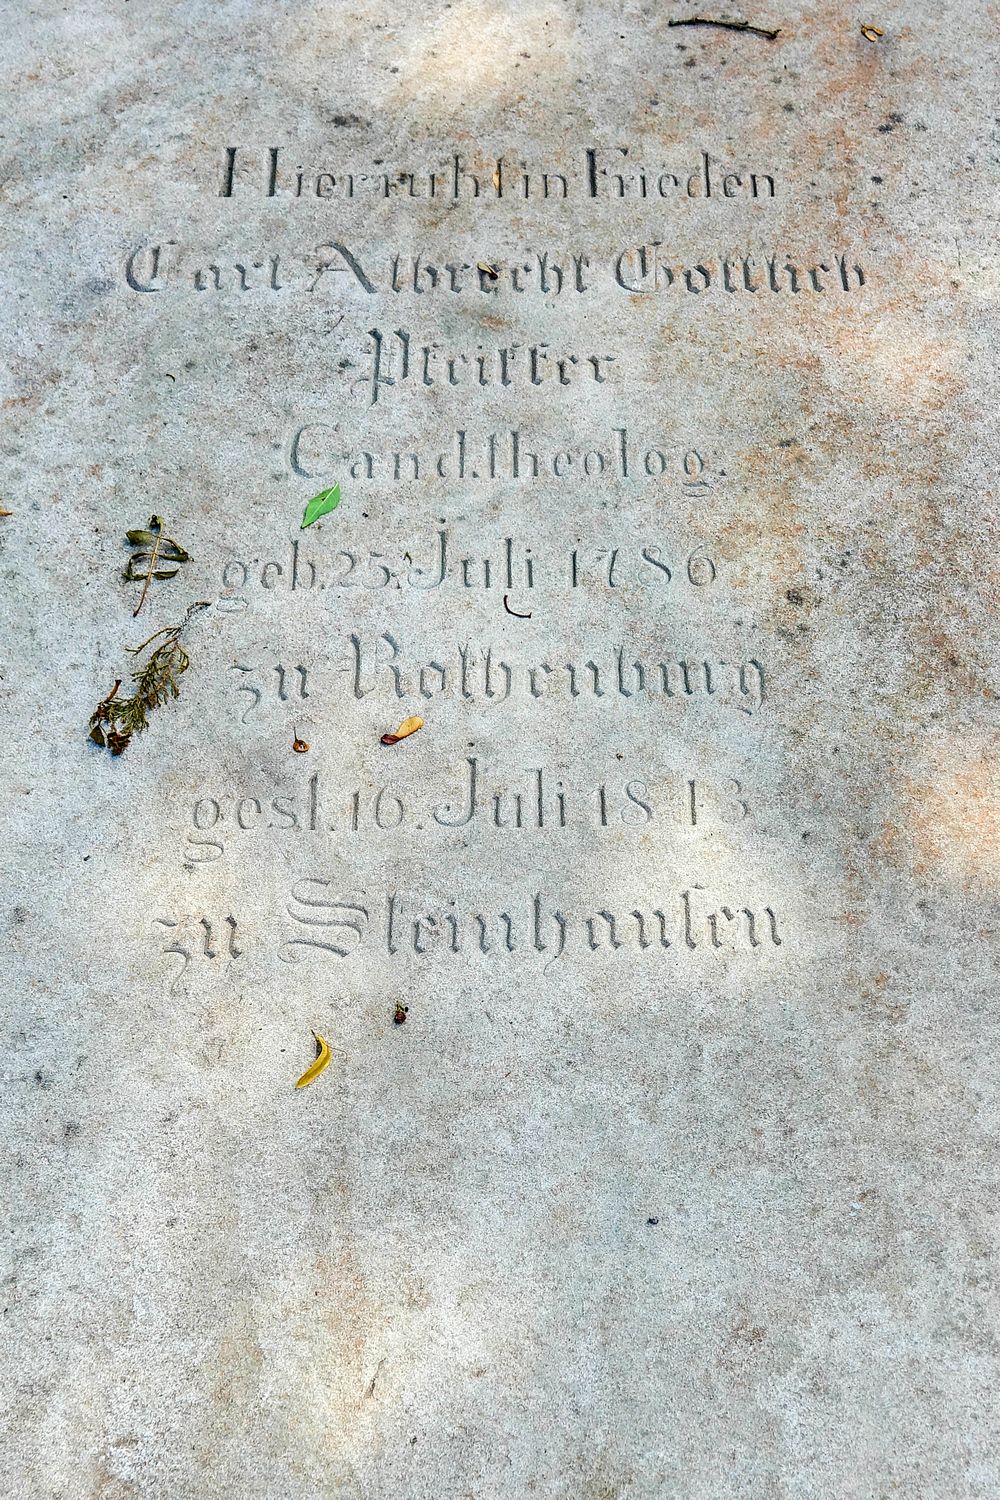 Hier ruht in Frieden
Carl Albrecht Gottlieb
Pfeiffer
Cand. theolog.
geb. 25. Juli 1786
zu Rothenburg
gest. 16. Juli 1813
zu Steinhausen